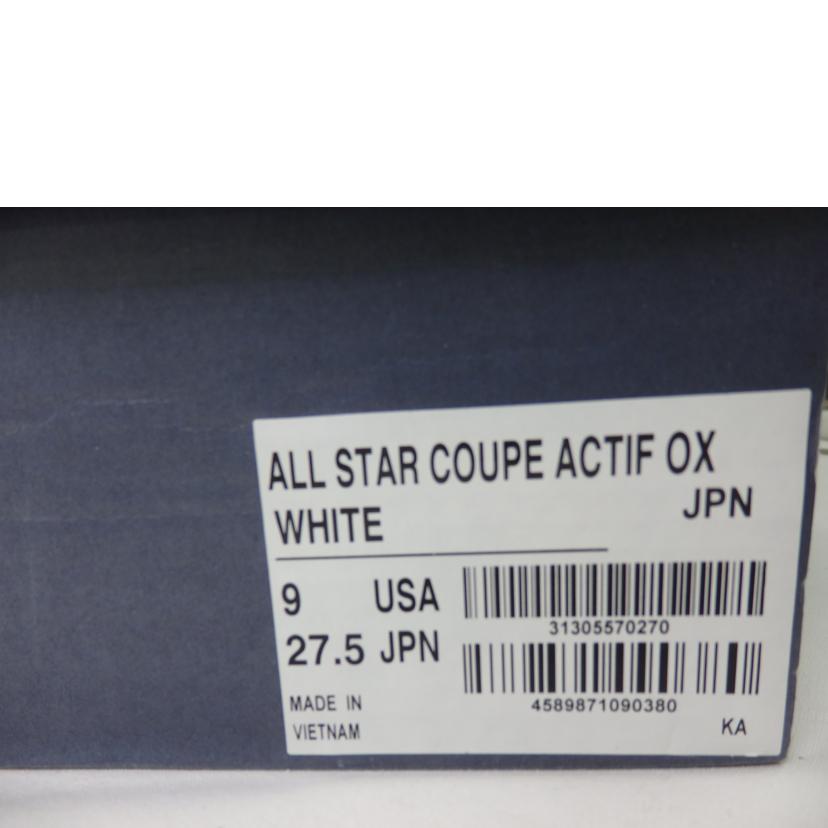 ALL STAR COUPE ACTIF OX
WHITE JPN
9 USA
31305570270
27.5 JPN
4589871090380
MADE IN
VIETNAM
KA